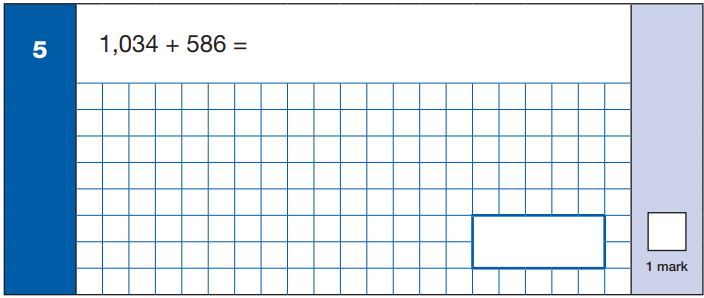 5
1,034 + 586 =
1 mark